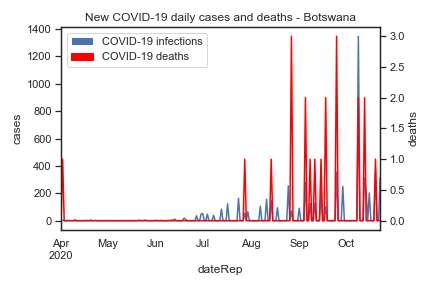 New COVID-19 daily cases and deaths - Botswana
COVID-19 infections
COVID-19 deaths
1400
1200
1000
800
600
400
200
0
cases
3.0
2.5
2.0
1.5
1.0
0.5
0.0
deaths
Apr May Jun Jul Aug Sep Oct
2020
dateRep